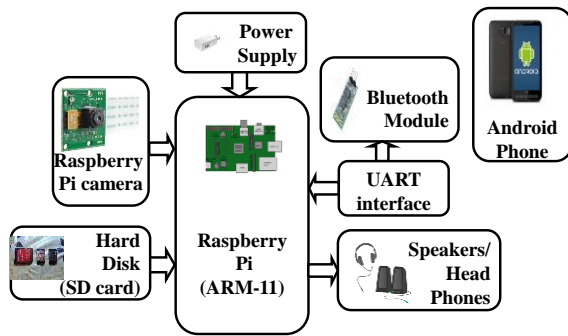 Power
Supply
Bluetooth
Module
ANDROID
Android
Phone
Raspberry
Pi camera
UART
interface
Hard
Disk
(SD card)
Raspberry
Pi
(ARM-11)
Speakers/
Head
Phones